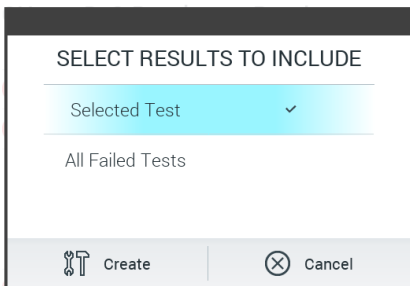 SELECT RESULTS TO INCLUDE
Selected Test
All Failed Tests
Create
Cancel